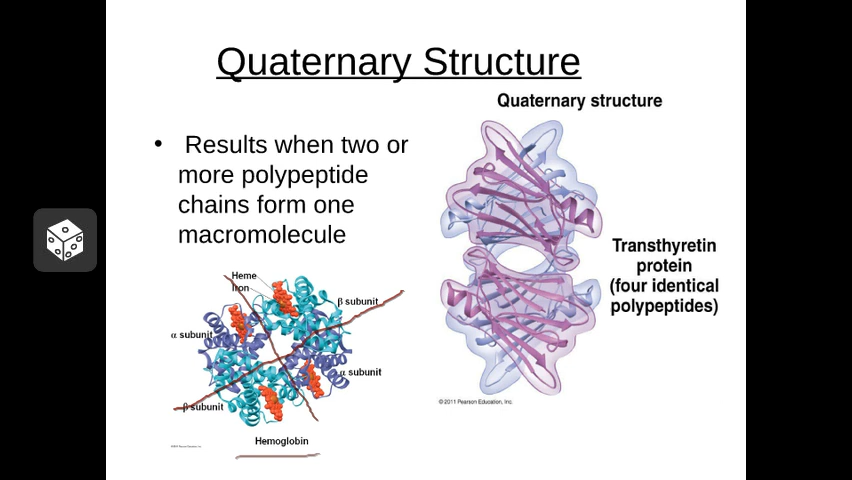 Quaternary Structure
Quaternary structure
• Results when two or
more polypeptide
chains form one
macromolecule
Transthyretin
protein
(four identical
polypeptides)
Heme
Iron
β subunit
α subunit
α subunit
β subunit
© 2011 Pearson Education, Inc.
Hemoglobin